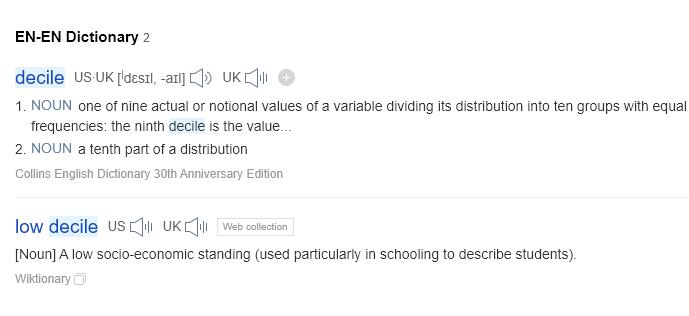 EN-EN Dictionary 2
decile US·UK [ˈdɛsɪl, -aɪl] UK
1. NOUN one of nine actual or notional values of a variable dividing its distribution into ten groups with equal
frequencies: the ninth decile is the value...
2. NOUN a tenth part of a distribution
Collins English Dictionary 30th Anniversary Edition
low decile US UK Web collection
[Noun] A low socio-economic standing (used particularly in schooling to describe students).
Wiktionary